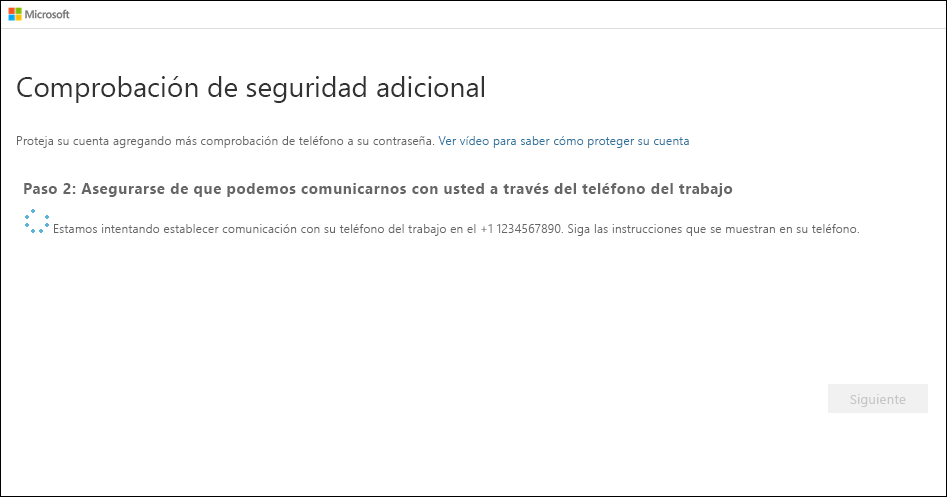 Microsoft
Comprobación de seguridad adicional
Proteja su cuenta agregando más comprobación de teléfono a su contraseña. Ver vídeo para saber cómo proteger su cuenta
Paso 2: Asegurarse de que podemos comunicarnos con usted a través del teléfono del trabajo
Estamos intentando establecer comunicación con su teléfono del trabajo en el +1 1234567890. Siga las instrucciones que se muestran en su teléfono.
Siguiente